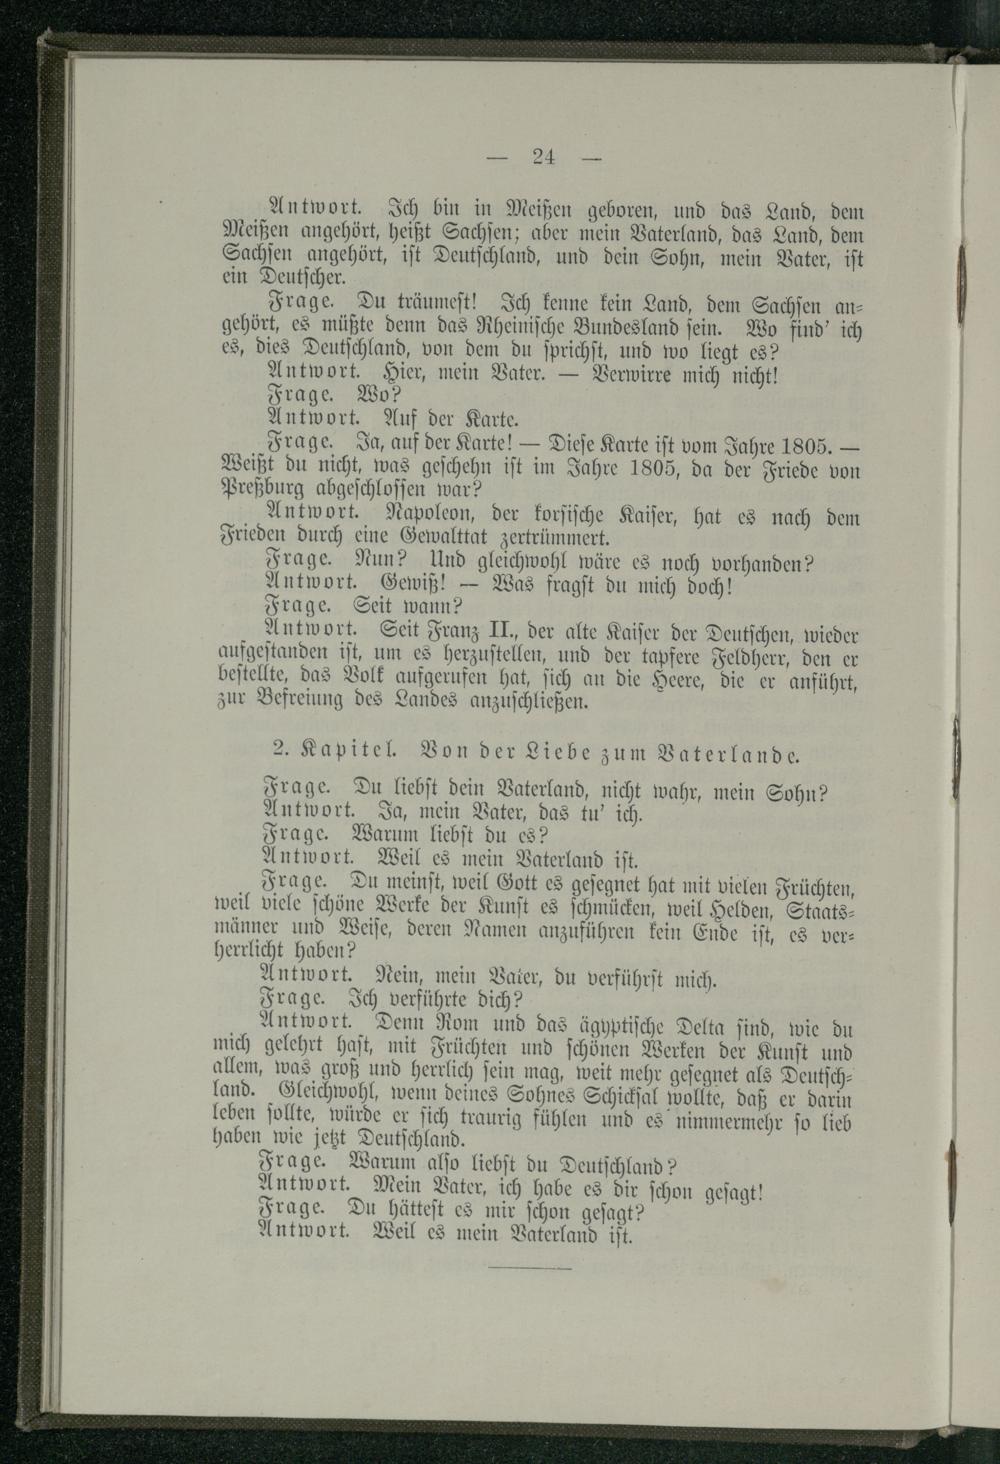 — 24 —
Antwort. Ich bin in Meißen geboren, und das Land, dem
Meißen angehört, heißt Sachsen; aber mein Vaterland, das Land, dem
Sachsen angehört, ist Deutschland, und dein Sohn, mein Vater, ist
ein Deutscher.
Frage. Du träumest! Ich kenne kein Land, dem Sachsen an-
gehört, es müßte denn das Rheinische Bundesland sein. Wo find' ich
es, dies Deutschland, von dem du sprichst, und wo liegt es?
Antwort. Hier, mein Vater. — Verwirre mich nicht!
Frage. Wo?
Antwort. Auf der Karte.
Frage. Ja, auf der Karte! — Diese Karte ist vom Jahre 1805. —
Weißt du nicht, was geschehn ist im Jahre 1805, da der Friede von
Preßburg abgeschlossen war?
Antwort. Napoleon, der korsische Kaiser, hat es nach dem
Frieden durch eine Gewalttat zertrümmert.
Frage. Nun? Und gleichwohl wäre es noch vorhanden?
Antwort. Gewiß! — Was fragst du mich doch!
Frage. Seit wann?
Antwort. Seit Franz II., der alte Kaiser der Deutschen, wieder
aufgestanden ist, um es herzustellen, und der tapfere Feldherr, den er
bestellte, das Volk aufgerufen hat, sich an die Heere, die er anführt,
zur Befreiung des Landes anzuschließen.
2. Kapitel. Von der Liebe zum Vaterlande.
Frage. Du liebst dein Vaterland, nicht wahr, mein Sohn?
Antwort. Ja, mein Vater, das tu' ich.
Frage. Warum liebst du es?
Antwort. Weil es mein Vaterland ist.
Frage. Du meinst, weil Gott es gesegnet hat mit vielen Früchten,
weil viele schöne Werke der Kunst es schmücken, weil Helden, Staats-
männer und Weise, deren Namen anzuführen kein Ende ist, es ver-
herrlicht haben?
Antwort. Nein, mein Vater, du verführst mich.
Frage. Ich verführte dich?
Antwort. Denn Rom und das ägyptische Delta sind, wie du
mich gelehrt hast, mit Früchten und schönen Werken der Kunst und
allem, was groß und herrlich sein mag, weit mehr gesegnet als Deutsch-
land. Gleichwohl, wenn deines Sohnes Schicksal wollte, daß er darin
leben sollte, würde er sich traurig fühlen und es nimmermehr so lieb
haben wie jetzt Deutschland.
Frage. Warum also liebst du Deutschland?
Antwort. Mein Vater, ich habe es dir schon gesagt!
Frage. Du hättest es mir schon gesagt?
Antwort. Weil es mein Vaterland ist.